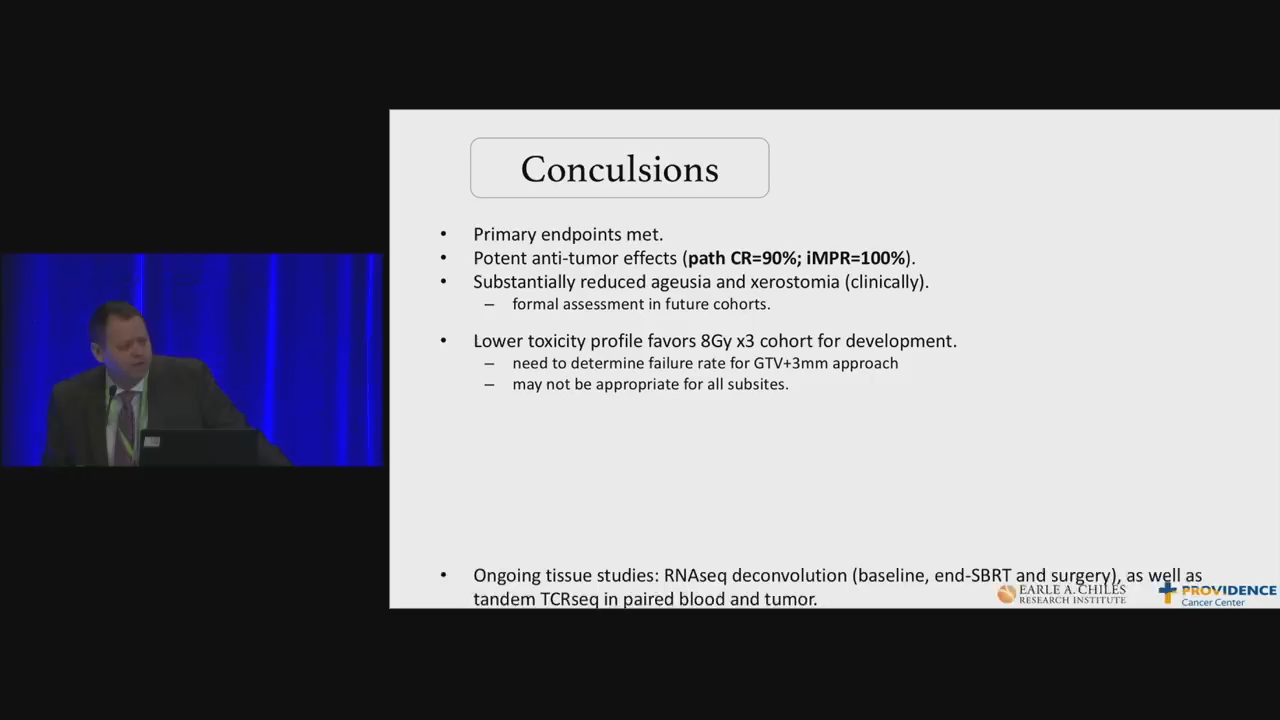 Conculsions
• Primary endpoints met.
• Potent anti-tumor effects (path CR=90%; iMPR=100%).
• Substantially reduced ageusia and xerostomia (clinically).
– formal assessment in future cohorts.
• Lower toxicity profile favors 8Gy x3 cohort for development.
– need to determine failure rate for GTV+3mm approach
– may not be appropriate for all subsites.
• Ongoing tissue studies: RNAseq deconvolution (baseline, end-SBRT and surgery), as well as
tandem TCRseq in paired blood and tumor.
EARLE A. CHILES
RESEARCH INSTITUTE
PROVIDENCE
Cancer Center